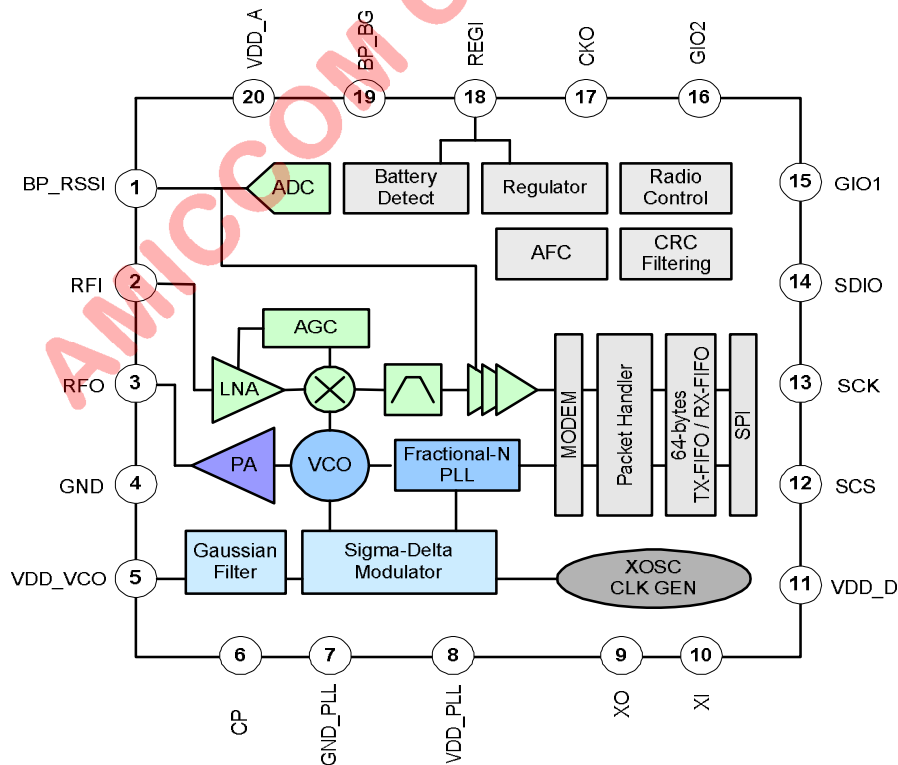 VDD_A
BP_BG
REGI
CKO
GIO2
20
19
18
17
16
AMICCOM C
BP_RSSI
1
ADC
Battery
Detect
Regulator
Radio
Control
15
GIO1
AFC
CRC
Filtering
RFI
2
14
SDIO
AGC
RFO
3
LNA
13
SCK
MODEM
Packet Handler
64-bytes
TX-FIFO / RX-FIFO
SPI
GND
4
PA
VCO
Fractional-N
PLL
12
SCS
VDD_VCO
5
Gaussian
Filter
Sigma-Delta
Modulator
XOSC
CLK GEN
11
VDD_D
6
7
8
9
10
CP
GND_PLL
VDD_PLL
XO
XI